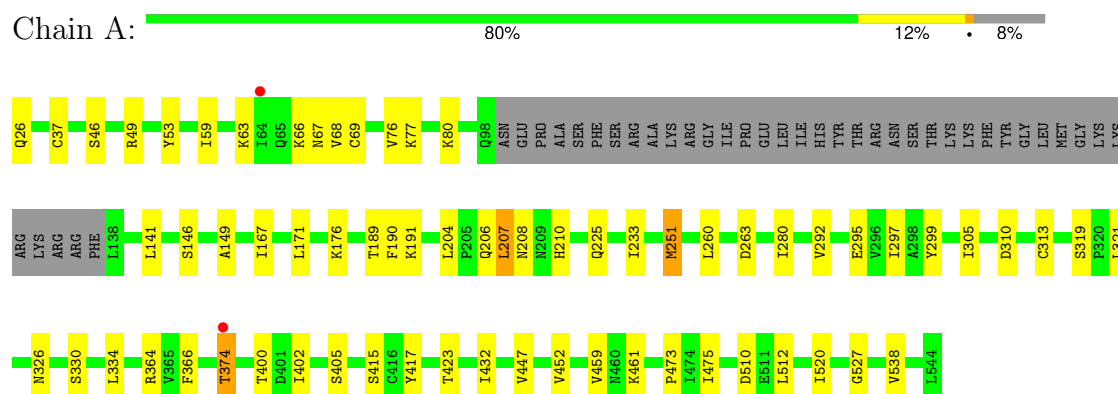 Chain A:
80% 12% • 8%
Q26 C37 S46 R49 Y53 I59 K63 I64 Q65 K66 N67 V68 C69 V76 K77 K80 Q98 ASN GLU PRO ALA SER PHE SER ARG ALA LYS ARG GLY ILE PRO GLU LEU ILE HIS TYR THR ARG ASN SER THR LYS LYS PHE TYR GLY LEU MET GLY LYS LYS
ARG LYS ARG ARG PHE L138 L141 S146 A149 I167 L171 K176 T189 F190 K191 L204 P205 Q206 L207 N208 N209 H210 Q225 I233 M251 L260 D263 I280 V292 E295 V296 I297 A298 Y299 I305 D310 C313 S319 P320 L321
N326 S330 L334 R364 V365 F366 T374 T400 D401 I402 S405 S415 C416 Y417 T423 I432 V447 V452 V459 N460 K461 P473 I474 I475 D510 E511 L512 I520 G527 V538 L544